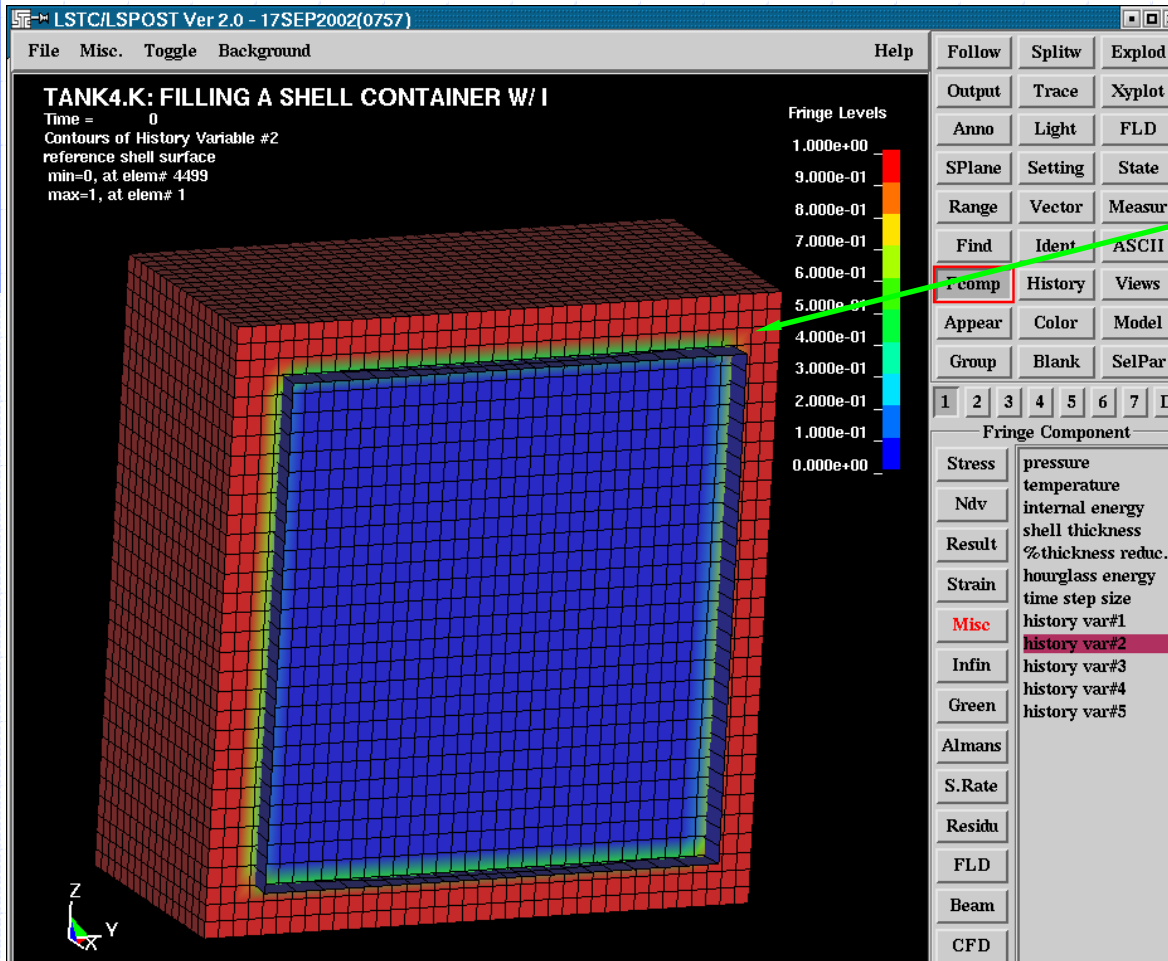 LSTC/LSPOST Ver 2.0 - 17SEP2002(0757)
File Misc. Toggle Background Help
TANK4.K: FILLING A SHELL CONTAINER W/ I
Time = 0
Contours of History Variable #2
reference shell surface
min=0, at elem# 4499
max=1, at elem# 1
Fringe Levels
1.000e+00
9.000e-01
8.000e-01
7.000e-01
6.000e-01
5.000e-01
4.000e-01
3.000e-01
2.000e-01
1.000e-01
0.000e+00
Z
Y
X
Follow Splitw Explod
Output Trace Xyplot
Anno Light FLD
SPlane Setting State
Range Vector Measur
Find Ident ASCII
Fcomp History Views
Appear Color Model
Group Blank SelPar
1 2 3 4 5 6 7 D
Fringe Component
Stress
Ndv
Result
Strain
Misc
Infin
Green
Almans
S.Rate
Residu
FLD
Beam
CFD
pressure
temperature
internal energy
shell thickness
%thickness reduc.
hourglass energy
time step size
history var#1
history var#2
history var#3
history var#4
history var#5